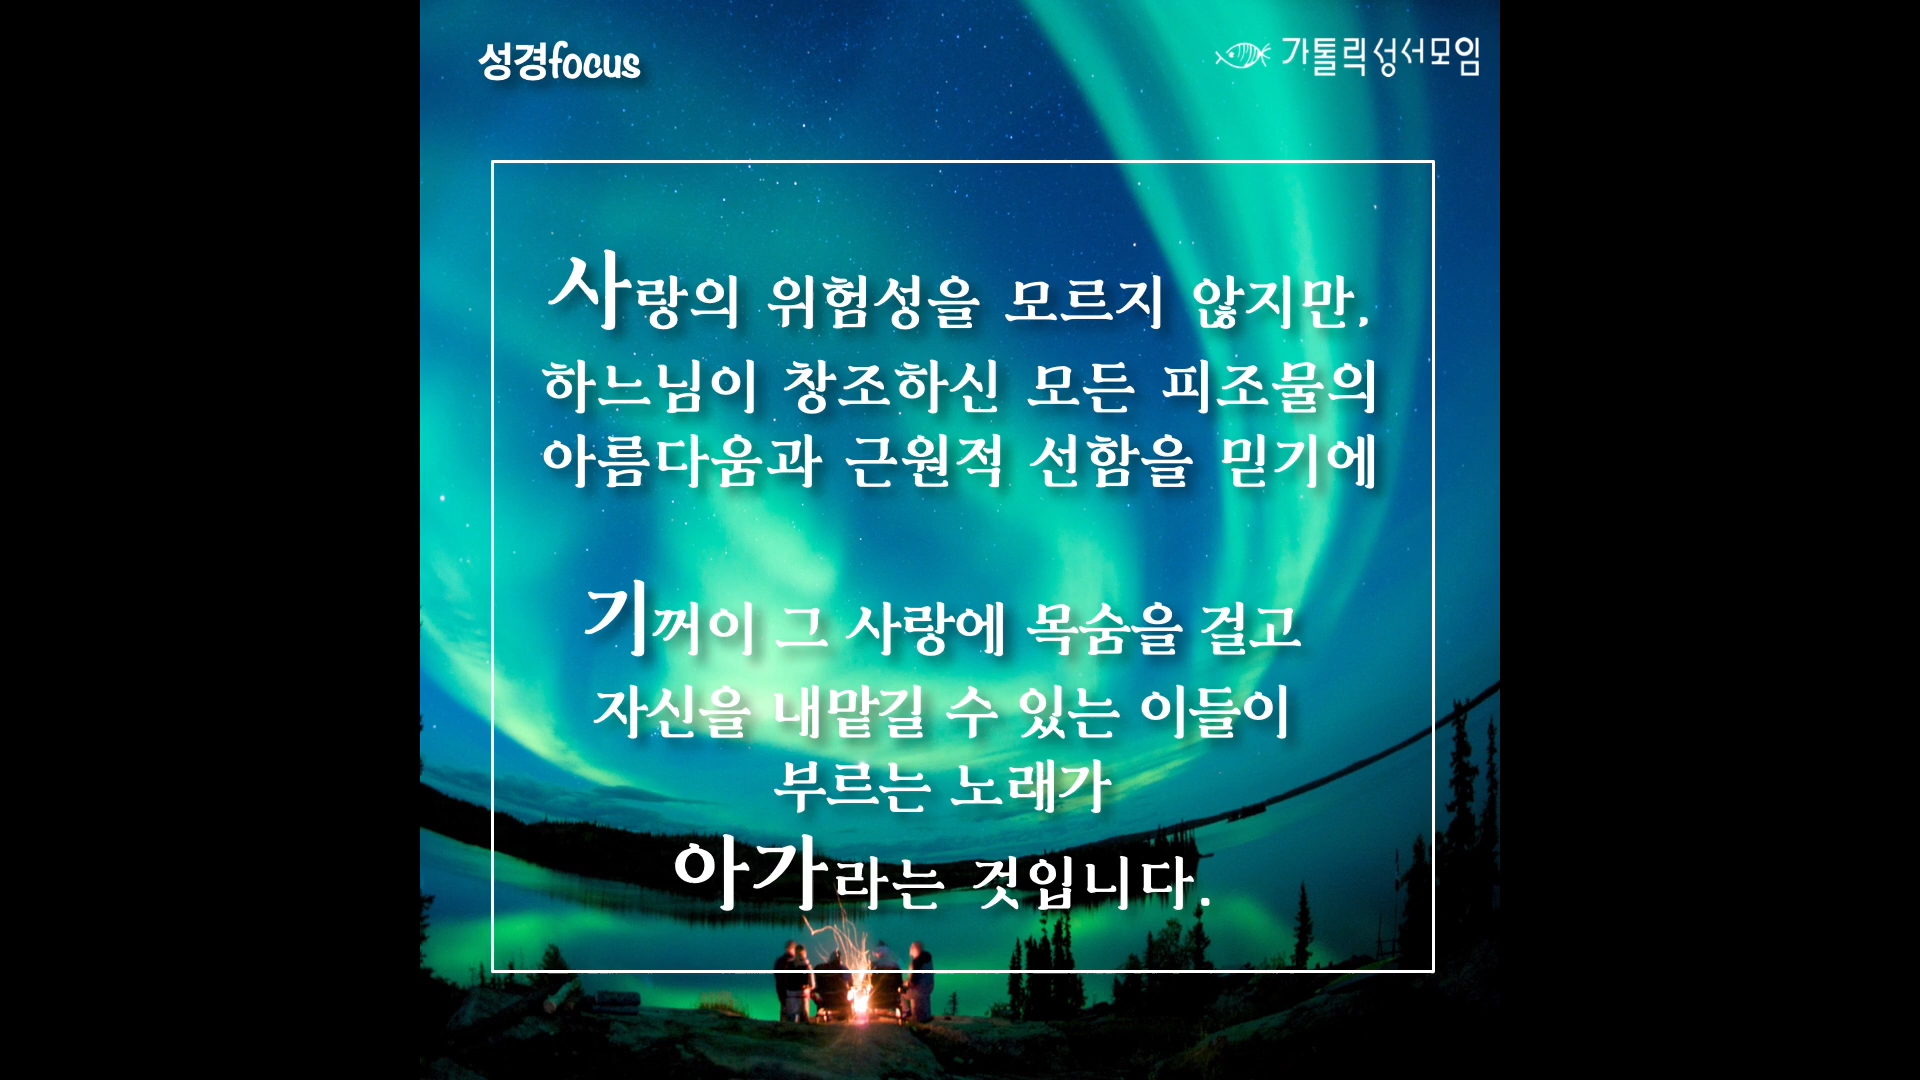 성경focus
가톨릭성서모임
사랑의 위험성을 모르지 않지만,
하느님이 창조하신 모든 피조물의
아름다움과 근원적 선함을 믿기에
기꺼이 그 사랑에 목숨을 걸고
자신을 내맡길 수 있는 이들이
부르는 노래가
아가라는 것입니다.